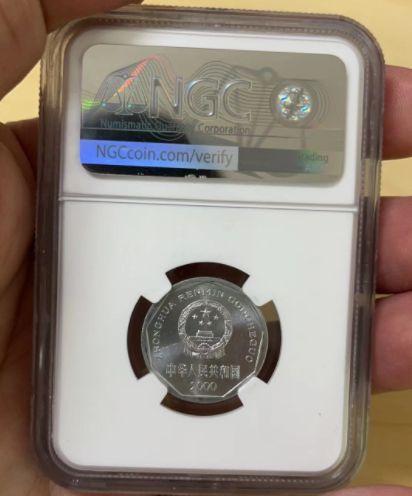 NGC
Numismatic Guaranty Corporation
NGCcoin.com/verify
ZHONGHUA RENMIN GONGHEGUO
中华人民共和国
2000